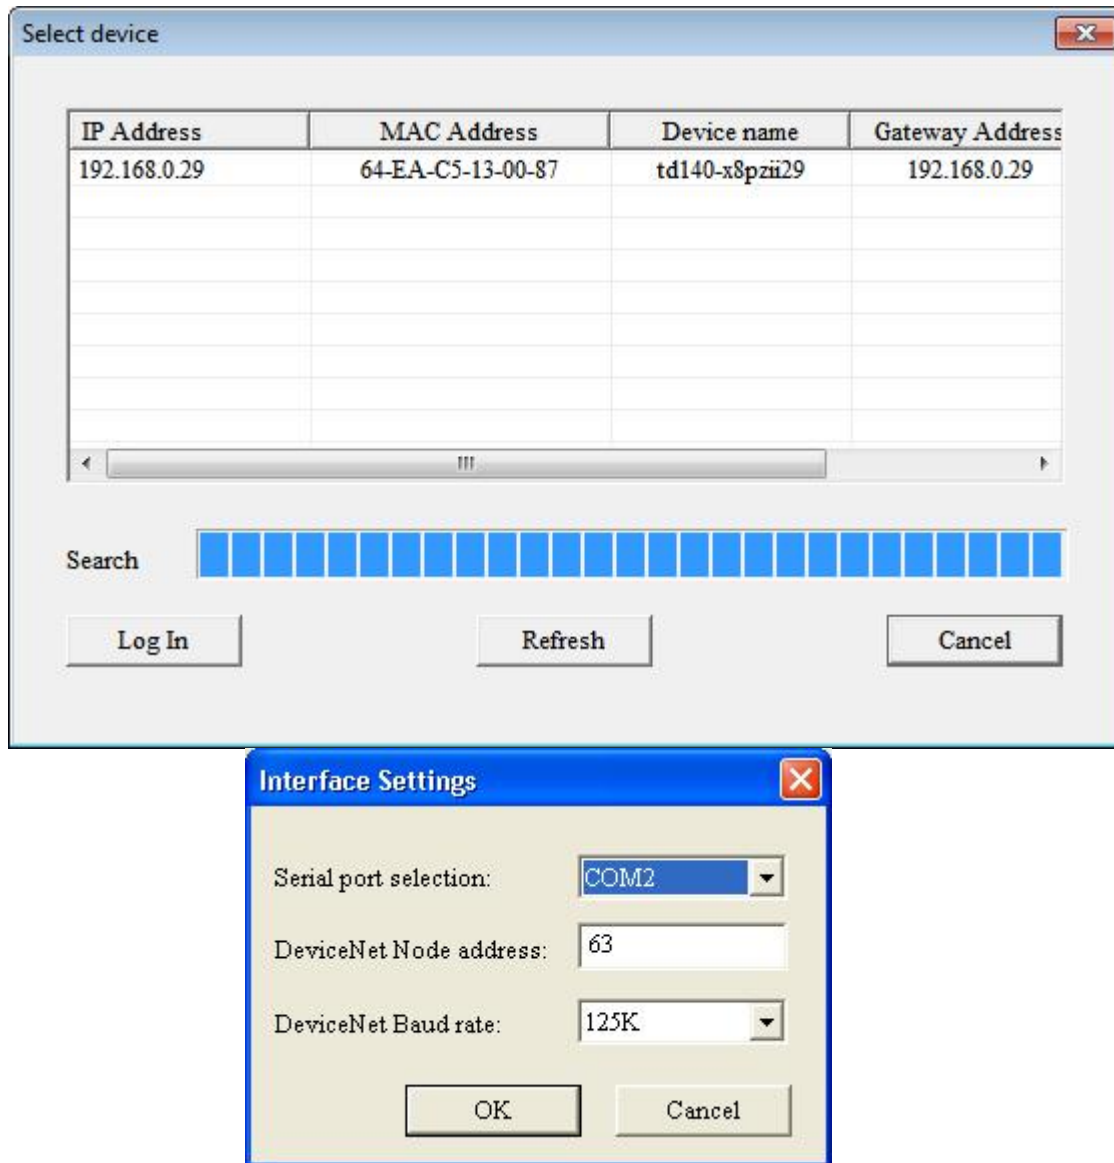 Select device
IP Address MAC Address Device name Gateway Address
192.168.0.29 64-EA-C5-13-00-87 td140-x8pzii29 192.168.0.29
Search
Log In Refresh Cancel
Interface Settings
Serial port selection: COM2
DeviceNet Node address: 63
DeviceNet Baud rate: 125K
OK Cancel